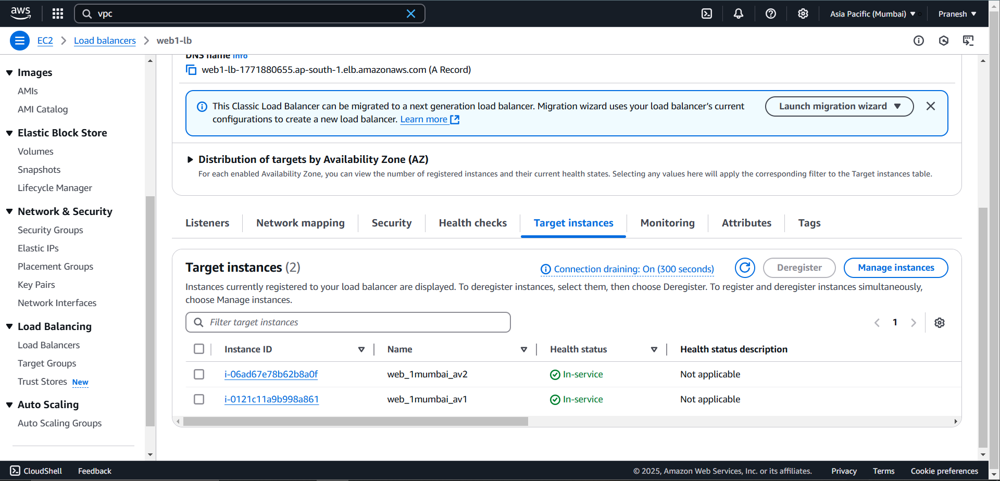 aws
vpc
Asia Pacific (Mumbai)
Pranesh
EC2
Load balancers
web1-lb
Images
AMIs
AMI Catalog
Elastic Block Store
Volumes
Snapshots
Lifecycle Manager
Network & Security
Security Groups
Elastic IPs
Placement Groups
Key Pairs
Network Interfaces
Load Balancing
Load Balancers
Target Groups
Trust Stores New
Auto Scaling
Auto Scaling Groups
DNS name Info
web1-lb-1771880655.ap-south-1.elb.amazonaws.com (A Record)
This Classic Load Balancer can be migrated to a next generation load balancer. Migration wizard uses your load balancer’s current
configurations to create a new load balancer. Learn more
Launch migration wizard
Distribution of targets by Availability Zone (AZ)
For each enabled Availability Zone, you can view the number of registered instances and their current health states. Selecting any values here will apply the corresponding filter to the Target instances table.
Listeners
Network mapping
Security
Health checks
Target instances
Monitoring
Attributes
Tags
Target instances (2)
Connection draining: On (300 seconds)
Deregister
Manage instances
Instances currently registered to your load balancer are displayed. To deregister instances, select them, then choose Deregister. To register and deregister instances simultaneously,
choose Manage instances.
Filter target instances
1
Instance ID
Name
Health status
Health status description
i-06ad67e78b62b8a0f
web_1mumbai_av2
In-service
Not applicable
i-0121c11a9b998a861
web_1mumbai_av1
In-service
Not applicable
CloudShell
Feedback
© 2025, Amazon Web Services, Inc. or its affiliates.
Privacy
Terms
Cookie preferences